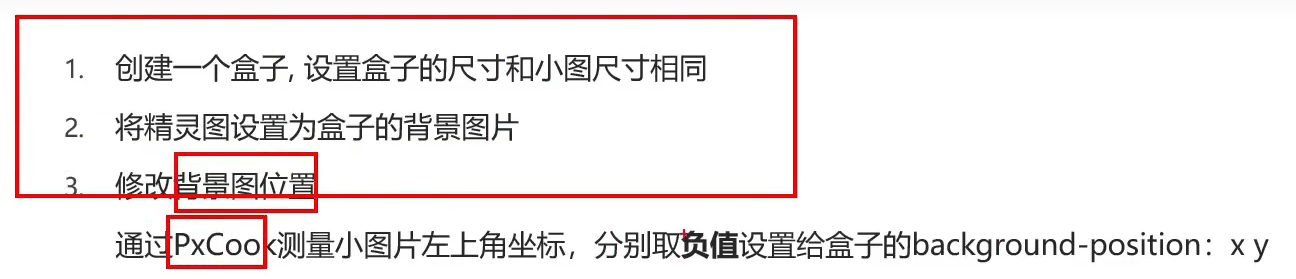 1. 创建一个盒子, 设置盒子的尺寸和小图尺寸相同
2. 将精灵图设置为盒子的背景图片
3. 修改背景图位置
通过PxCook测量小图片左上角坐标，分别取负值设置给盒子的background-position：x y